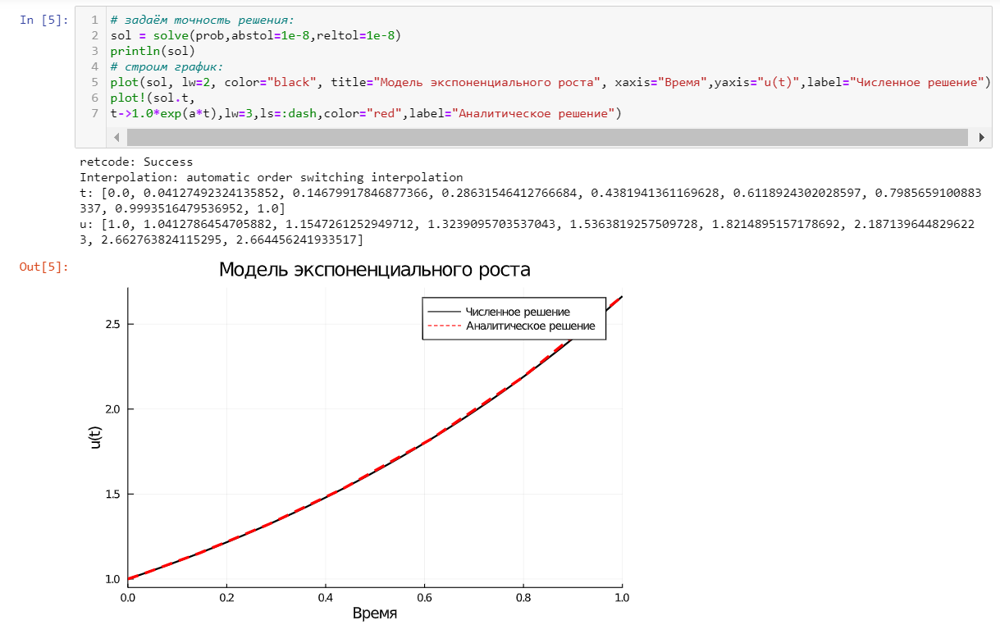 In [5]:
1 # задаём точность решения:
2 sol = solve(prob,abstol=1e-8,reltol=1e-8)
3 println(sol)
4 # строим график:
5 plot(sol, lw=2, color="black", title="Модель экспоненциального роста", xaxis="Время",yaxis="u(t)",label="Численное решение")
6 plot!(sol.t,
7 t->1.0*exp(a*t),lw=3,ls=:dash,color="red",label="Аналитическое решение")
retcode: Success
Interpolation: automatic order switching interpolation
t: [0.0, 0.04127492324135852, 0.14679917846877366, 0.28631546412766684, 0.4381941361169628, 0.6118924302028597, 0.7985659100883
337, 0.9993516479536952, 1.0]
u: [1.0, 1.0412786454705882, 1.1547261252949712, 1.3239095703537043, 1.5363819257509728, 1.8214895157178692, 2.187139644829622
3, 2.662763824115295, 2.664456241933517]
Out[5]:
Модель экспоненциального роста
Численное решение
Аналитическое решение
2.5
2.0
1.5
1.0
u(t)
0.0 0.2 0.4 0.6 0.8 1.0
Время